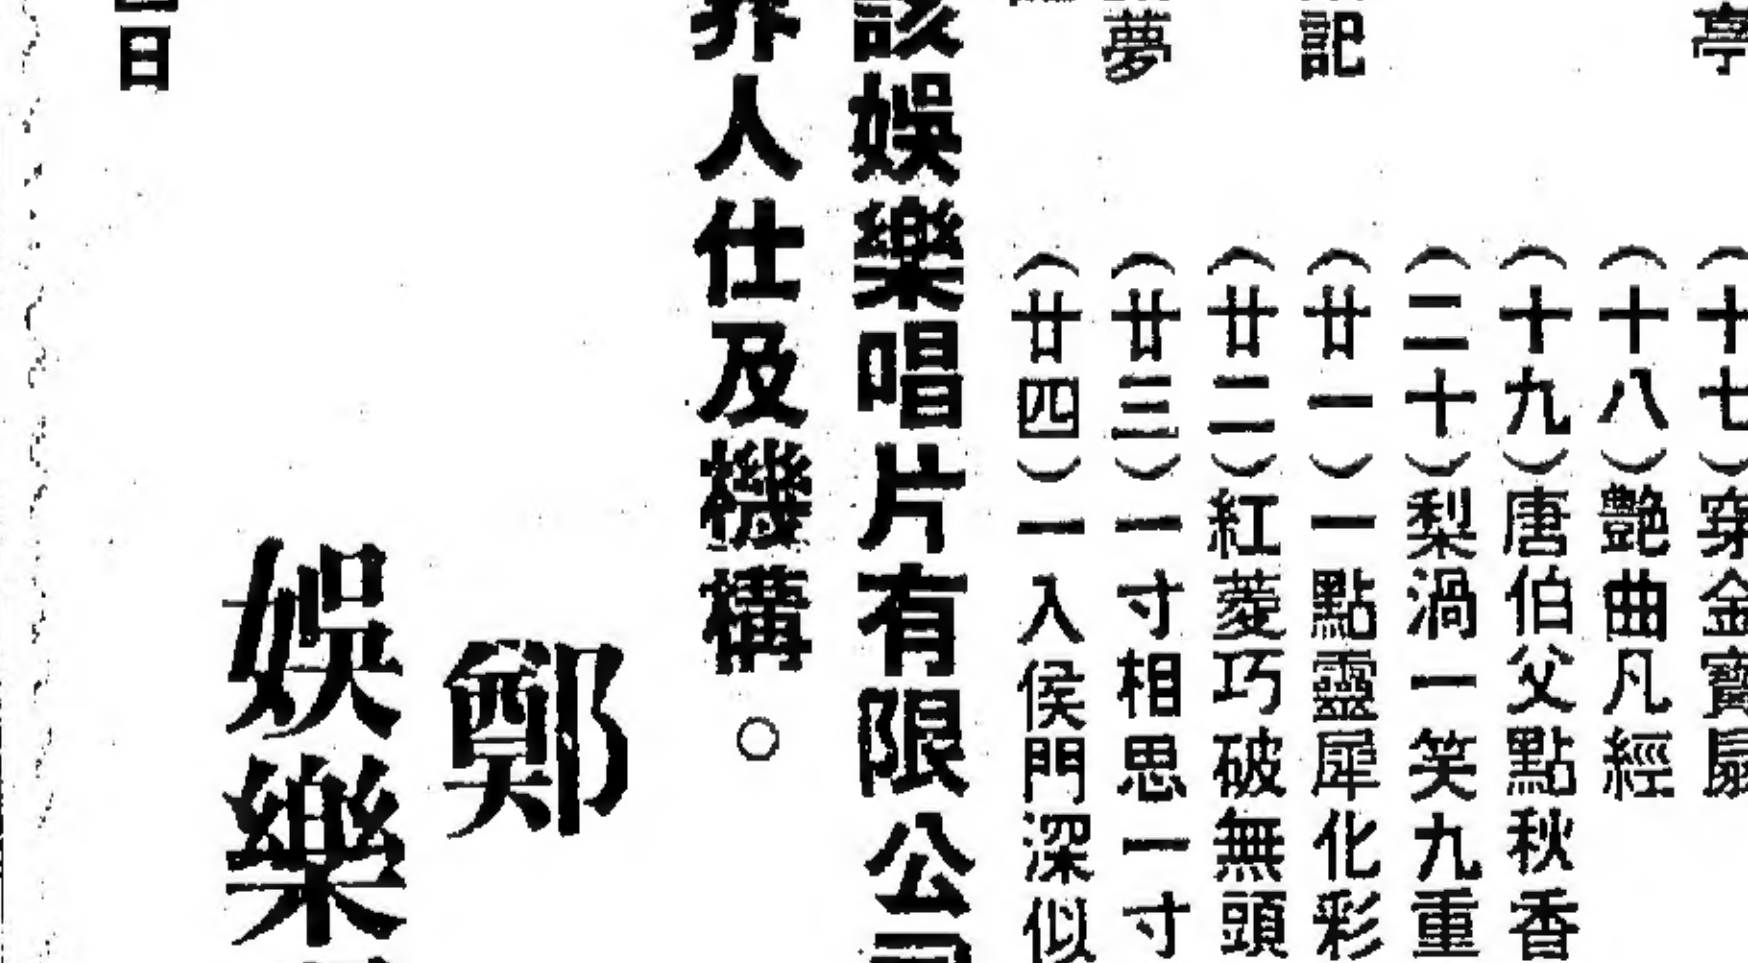 亭
(十七)穿金寶扇
(十八)艷曲凡經
(十九)唐伯父點秋香
(二十)梨渦一笑九重
記
(廿一)一點靈犀化彩
(廿二)紅菱巧破無頭
夢
(廿三)一寸相思一寸
(廿四)一入侯門深似
該娛樂唱片有限公司
界人仕及機構。
鄭
娛樂
日